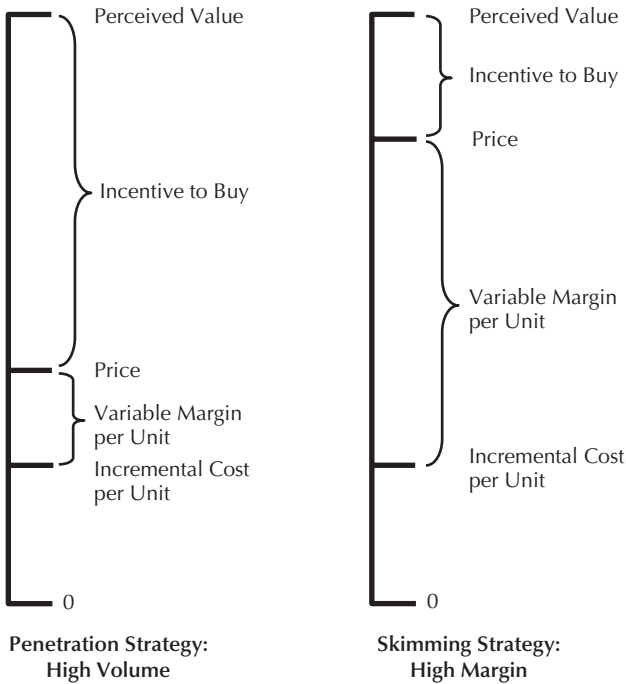 Perceived Value
Incentive to Buy
Price
Variable Margin
per Unit
Incremental Cost
per Unit
0
Penetration Strategy:
High Volume
Perceived Value
Incentive to Buy
Price
Variable Margin
per Unit
Incremental Cost
per Unit
0
Skimming Strategy:
High Margin